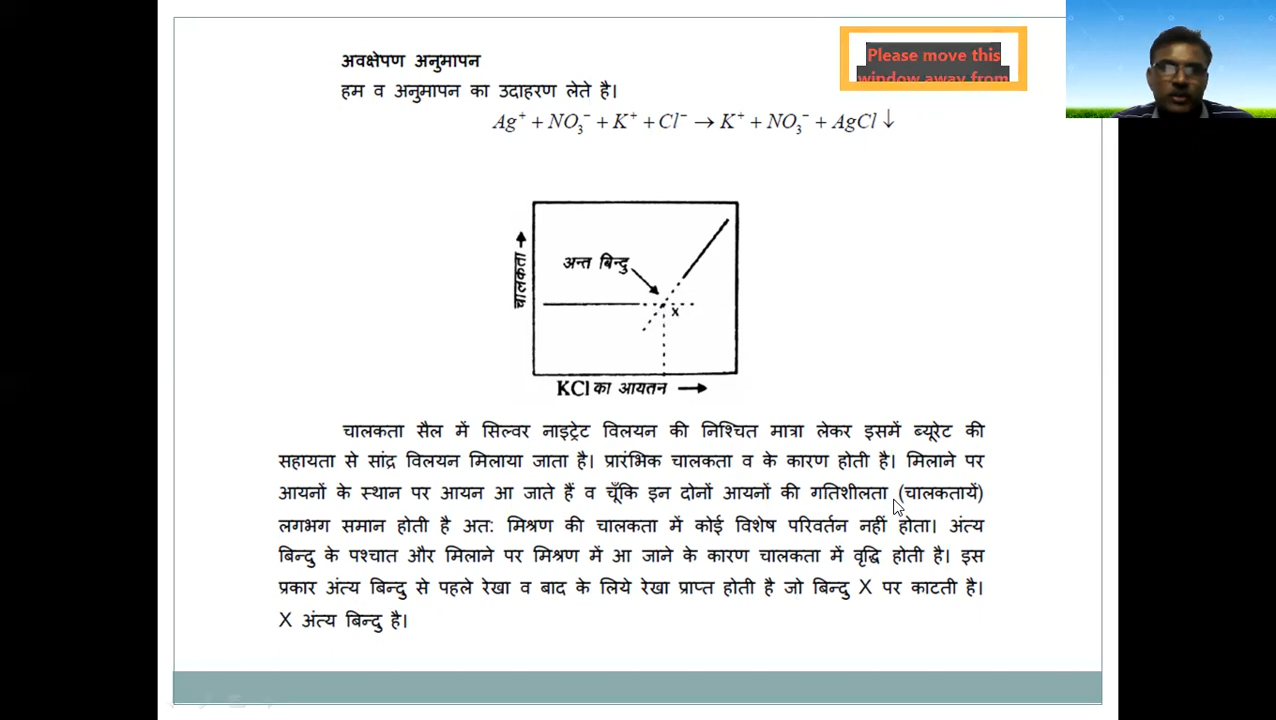 अवक्षेपण अनुमापन
हम व अनुमापन का उदाहरण लेते है।
Ag⁺ + NO₃⁻ + K⁺ + Cl⁻ → K⁺ + NO₃⁻ + AgCl ↓
Please move this
window away from
चालकता →
अन्त बिन्दु
X
KCl का आयतन →
चालकता सैल में सिल्वर नाइट्रेट विलयन की निश्चित मात्रा लेकर इसमें ब्यूरेट की
सहायता से सांद्र विलयन मिलाया जाता है। प्रारंभिक चालकता व के कारण होती है। मिलाने पर
आयनों के स्थान पर आयन आ जाते हैं व चूँकि इन दोनों आयनों की गतिशीलता (चालकतायें)
लगभग समान होती है अत: मिश्रण की चालकता में कोई विशेष परिवर्तन नहीं होता। अंत्य
बिन्दु के पश्चात और मिलाने पर मिश्रण में आ जाने के कारण चालकता में वृद्धि होती है। इस
प्रकार अंत्य बिन्दु से पहले रेखा व बाद के लिये रेखा प्राप्त होती है जो बिन्दु X पर काटती है।
X अंत्य बिन्दु है।